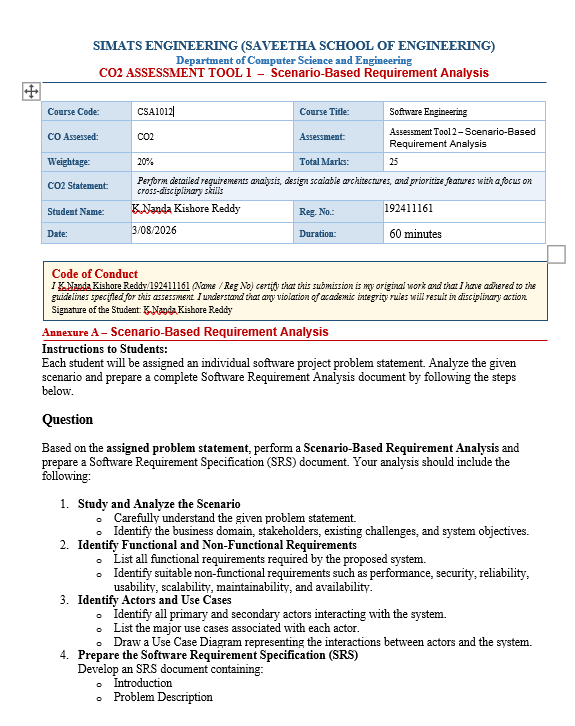 SIMATS ENGINEERING (SAVEETHA SCHOOL OF ENGINEERING)
Department of Computer Science and Engineering
CO2 ASSESSMENT TOOL 1 – Scenario-Based Requirement Analysis
Course Code: CSA1012 Course Title: Software Engineering
CO Assessed: CO2 Assessment: Assessment Tool 2 – Scenario-Based
Requirement Analysis
Weightage: 20% Total Marks: 25
CO2 Statement: Perform detailed requirements analysis, design scalable architectures, and prioritize features with a focus on
cross-disciplinary skills
Student Name: K.Nanda Kishore Reddy Reg. No.: 192411161
Date: 3/08/2026 Duration: 60 minutes
Code of Conduct
I K.Nanda Kishore Reddy/192411161 (Name / Reg No) certify that this submission is my original work and that I have adhered to the
guidelines specified for this assessment. I understand that any violation of academic integrity rules will result in disciplinary action.
Signature of the Student: K.Nanda Kishore Reddy
Annexure A – Scenario-Based Requirement Analysis
Instructions to Students:
Each student will be assigned an individual software project problem statement. Analyze the given
scenario and prepare a complete Software Requirement Analysis document by following the steps
below.
Question
Based on the assigned problem statement, perform a Scenario-Based Requirement Analysis and
prepare a Software Requirement Specification (SRS) document. Your analysis should include the
following:
1. Study and Analyze the Scenario
o Carefully understand the given problem statement.
o Identify the business domain, stakeholders, existing challenges, and system objectives.
2. Identify Functional and Non-Functional Requirements
o List all functional requirements required by the proposed system.
o Identify suitable non-functional requirements such as performance, security, reliability,
usability, scalability, maintainability, and availability.
3. Identify Actors and Use Cases
o Identify all primary and secondary actors interacting with the system.
o List the major use cases associated with each actor.
o Draw a Use Case Diagram representing the interactions between actors and the system.
4. Prepare the Software Requirement Specification (SRS)
Develop an SRS document containing:
o Introduction
o Problem Description